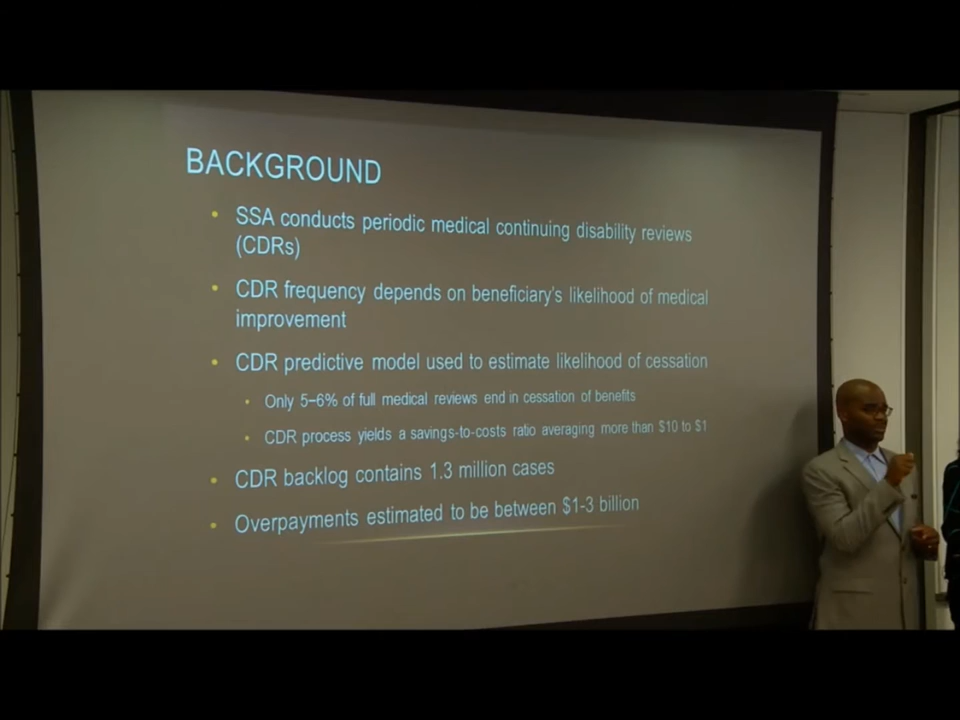 BACKGROUND
• SSA conducts periodic medical continuing disability reviews
(CDRs)
• CDR frequency depends on beneficiary's likelihood of medical
improvement
• CDR predictive model used to estimate likelihood of cessation
• Only 5–6% of full medical reviews end in cessation of benefits
• CDR process yields a savings-to-costs ratio averaging more than $10 to $1
• CDR backlog contains 1.3 million cases
• Overpayments estimated to be between $1-3 billion